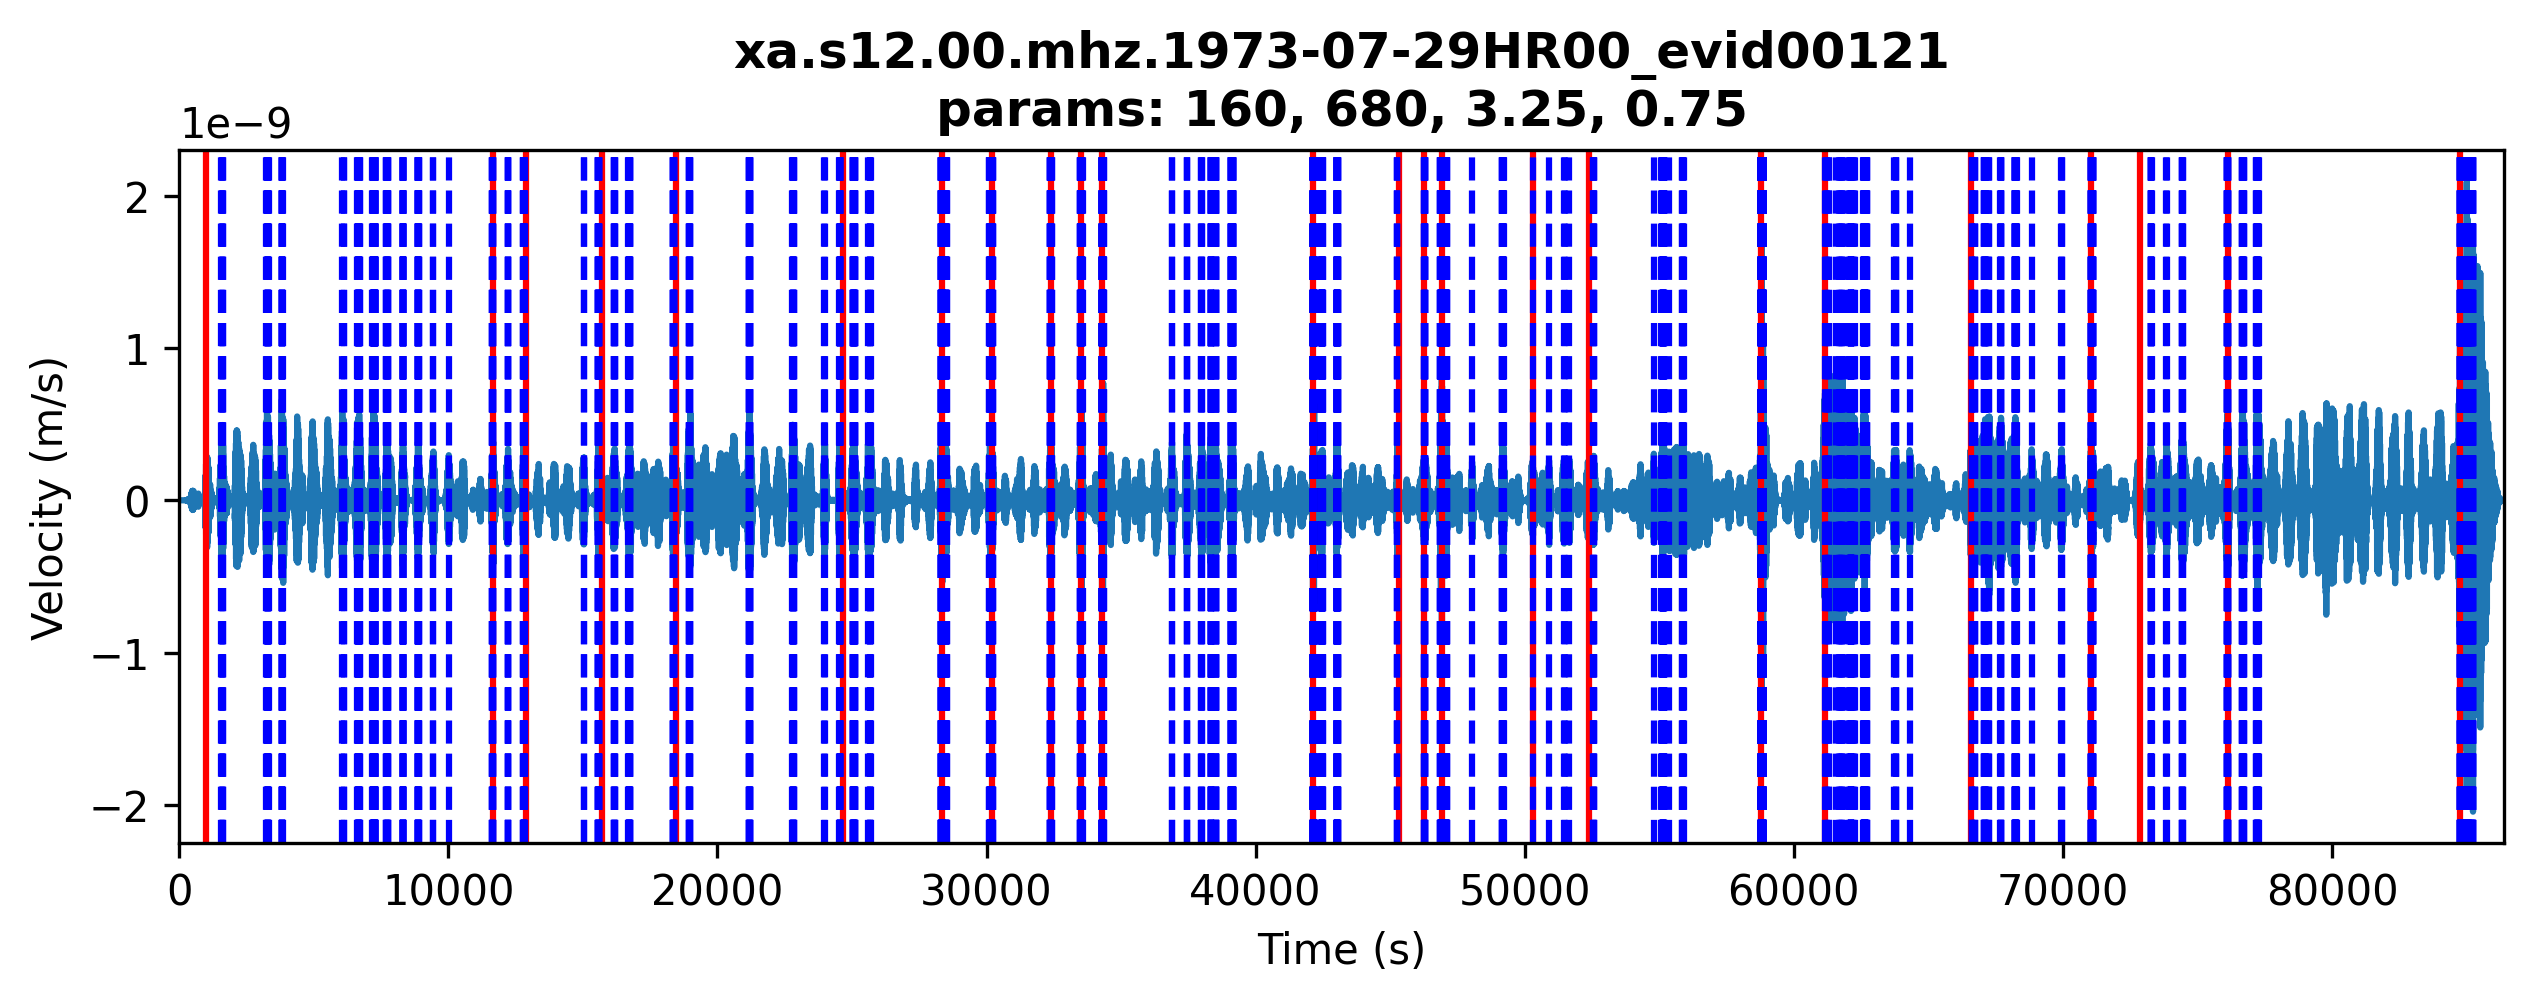 xa.s12.00.mhz.1973-07-29HR00_evid00121
params: 160, 680, 3.25, 0.75
1e−9
2
1
0
−1
−2
Velocity (m/s)
0 10000 20000 30000 40000 50000 60000 70000 80000
Time (s)